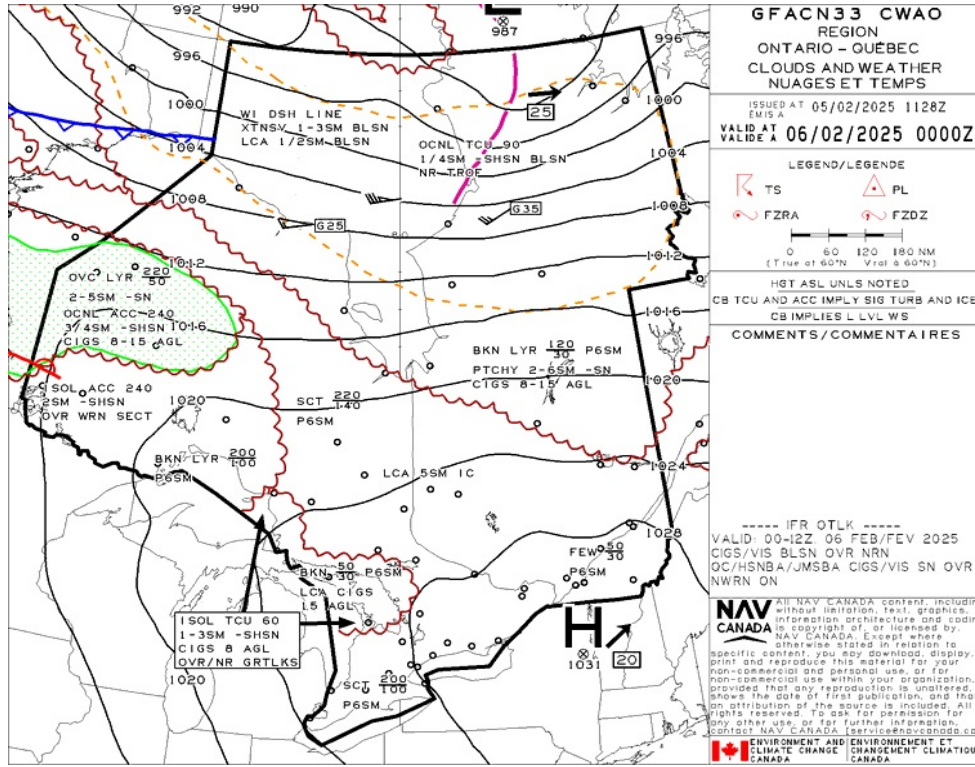 992
990
996
1000
1004
1008
1012
1016
1020
1020
987
996
1000
1004
1008
1012
1016
1020
1024
1028
WI DSH LINE
XTNSV 1-3SM BLSN
LCA 1/2SM BLSN
OCNL TCU 90
1/4SM -SHSN BLSN
NR TROF
25
G25
G35
OVC LYR 220/50
2-5SM -SN
OCNL ACC 240
3/4SM -SHSN
CIGS 8-15 AGL
ISOL ACC 240
2SM -SHSN
OVR WRN SECT
SCT 220/140
P6SM
BKN LYR 120/30 P6SM
PTCHY 2-6SM -SN
CIGS 8-15 AGL
BKN LYR 200/100
P6SM
LCA 5SM IC
BKN 50/30 P6SM
LCA CIGS
15 AGL
FEW 50/30
P6SM
ISOL TCU 60
1-3SM -SHSN
CIGS 8 AGL
OVR/NR GRTLKS
1020
SCT 200/100
P6SM
H
1031
20
GFACN33 CWAO
REGION
ONTARIO - QUÉBEC
CLOUDS AND WEATHER
NUAGES ET TEMPS
ISSUED AT 05/02/2025 1128Z
ÉMIS A
VALID AT 06/02/2025 0000Z
VALIDE A
LEGEND/LÉGENDE
TS
PL
FZRA
FZDZ
0 60 120 180 NM
(True at 60°N Vrai à 60°N)
HGT ASL UNLS NOTED
CB TCU AND ACC IMPLY SIG TURB AND ICE
CB IMPLIES L LVL WS
COMMENTS/COMMENTAIRES
----- IFR OTLK -----
VALID: 00-12Z. 06 FEB/FEV 2025
CIGS/VIS BLSN OVR NRN
QC/HSNBA/JMSBA CIGS/VIS SN OVR
NWRN ON
NAV
CANADA
All NAV CANADA content, including
without limitation, text, graphics,
information architecture and coding
is copyright of, or licensed by,
NAV CANADA. Except where
otherwise stated in relation to
specific content, you may download, display,
print and reproduce this material for your
non-commercial and personal use, or for
non-commercial use within your organization,
provided that any reproduction is unaltered,
shows the date of first publication, and that
an attribution of the source is included. All
rights reserved. To ask for permission for
any other use, or for further information,
contact NAV CANADA [service@navcanada.ca
ENVIRONMENT AND
CLIMATE CHANGE
CANADA
ENVIRONNEMENT ET
CHANGEMENT CLIMATIQUE
CANADA